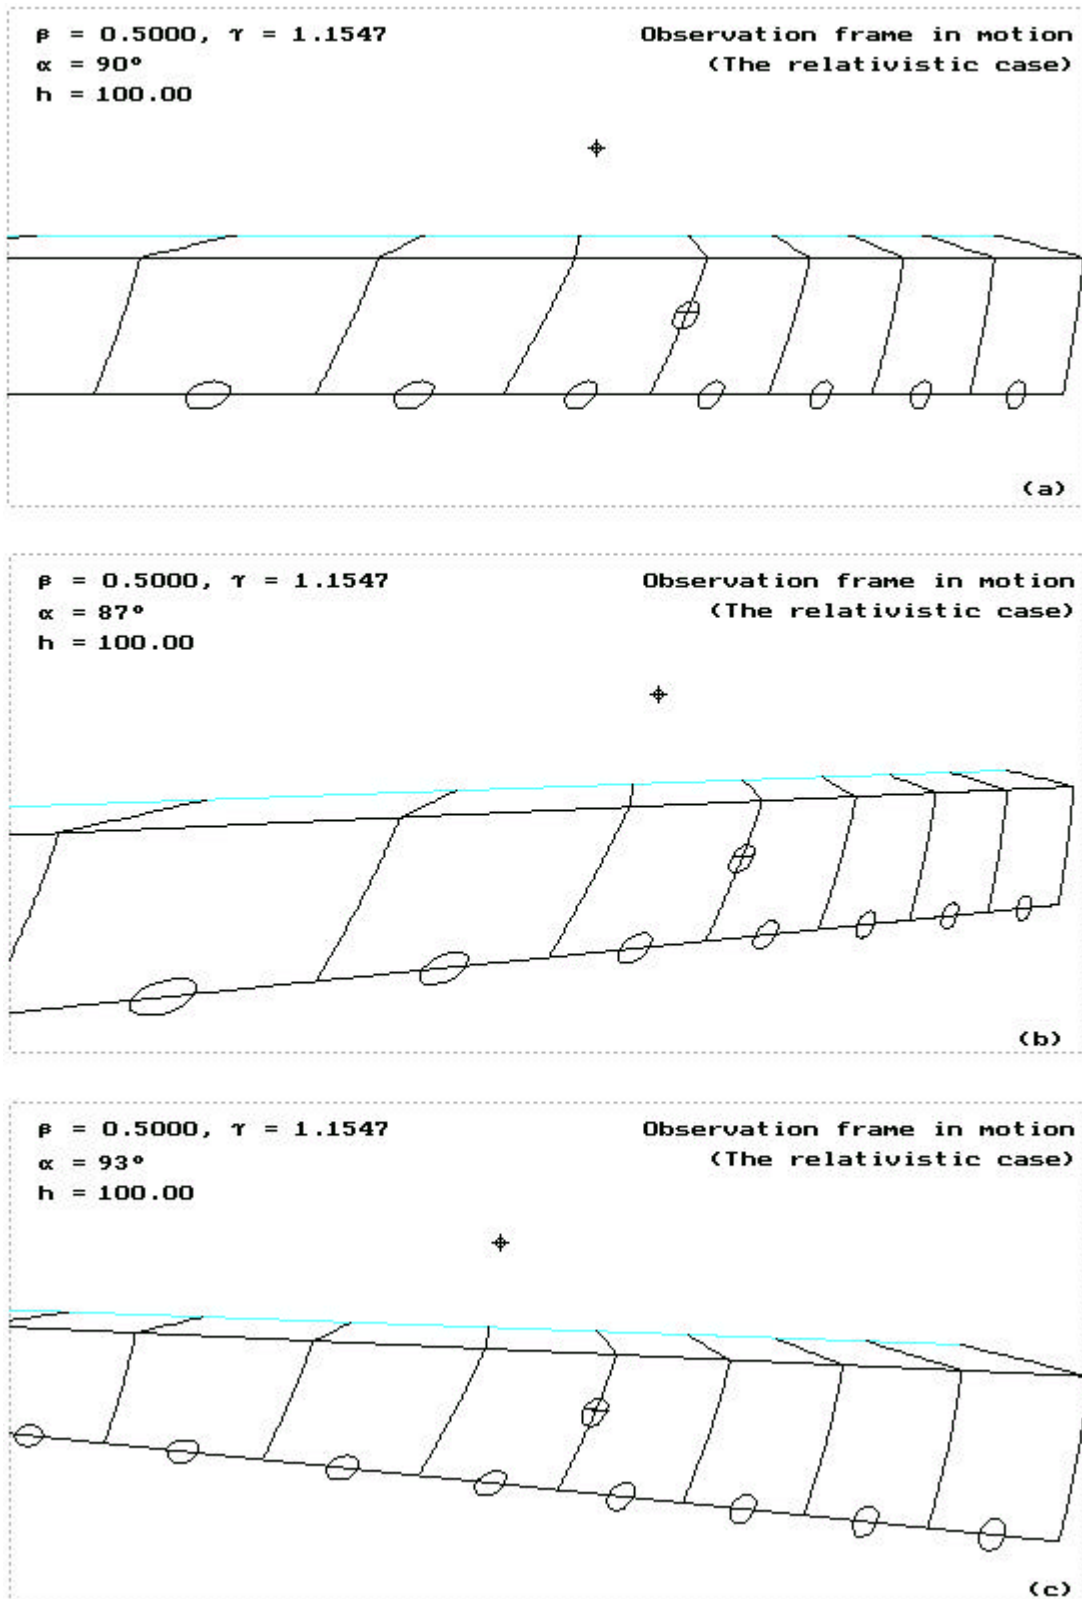 β = 0.5000, γ = 1.1547
Observation frame in motion
α = 90°
(The relativistic case)
h = 100.00
(a)
β = 0.5000, γ = 1.1547
Observation frame in motion
α = 87°
(The relativistic case)
h = 100.00
(b)
β = 0.5000, γ = 1.1547
Observation frame in motion
α = 93°
(The relativistic case)
h = 100.00
(c)